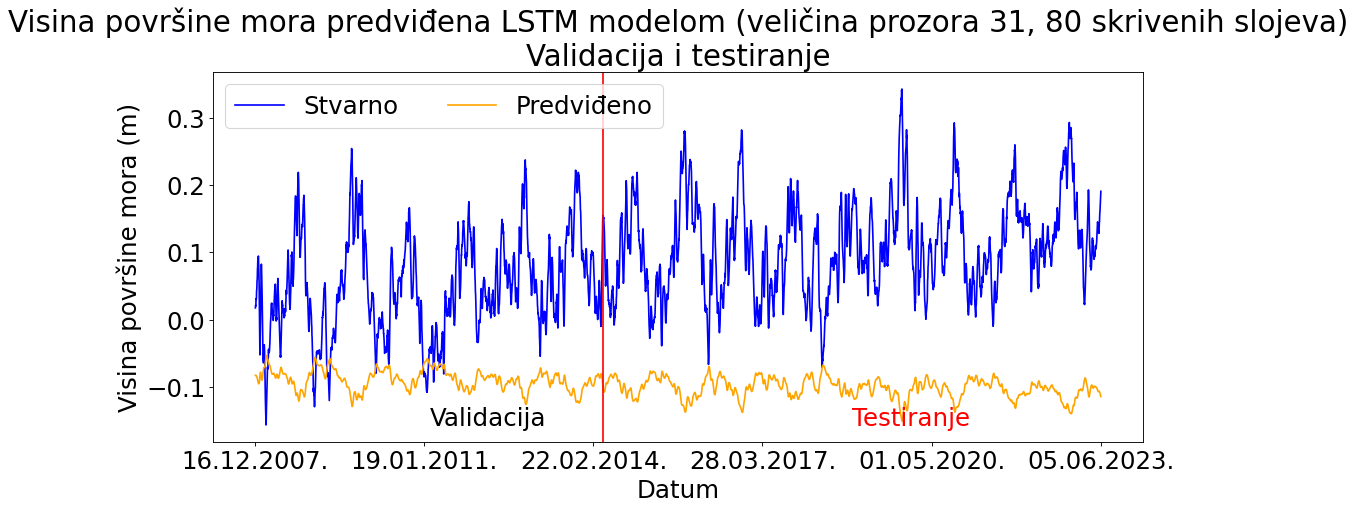 Visina površine mora predviđena LSTM modelom (veličina prozora 31, 80 skrivenih slojeva)
Validacija i testiranje
Stvarno
Predviđeno
Visina površine mora (m)
0.3
0.2
0.1
0.0
−0.1
Validacija
Testiranje
16.12.2007.
19.01.2011.
22.02.2014.
28.03.2017.
01.05.2020.
05.06.2023.
Datum